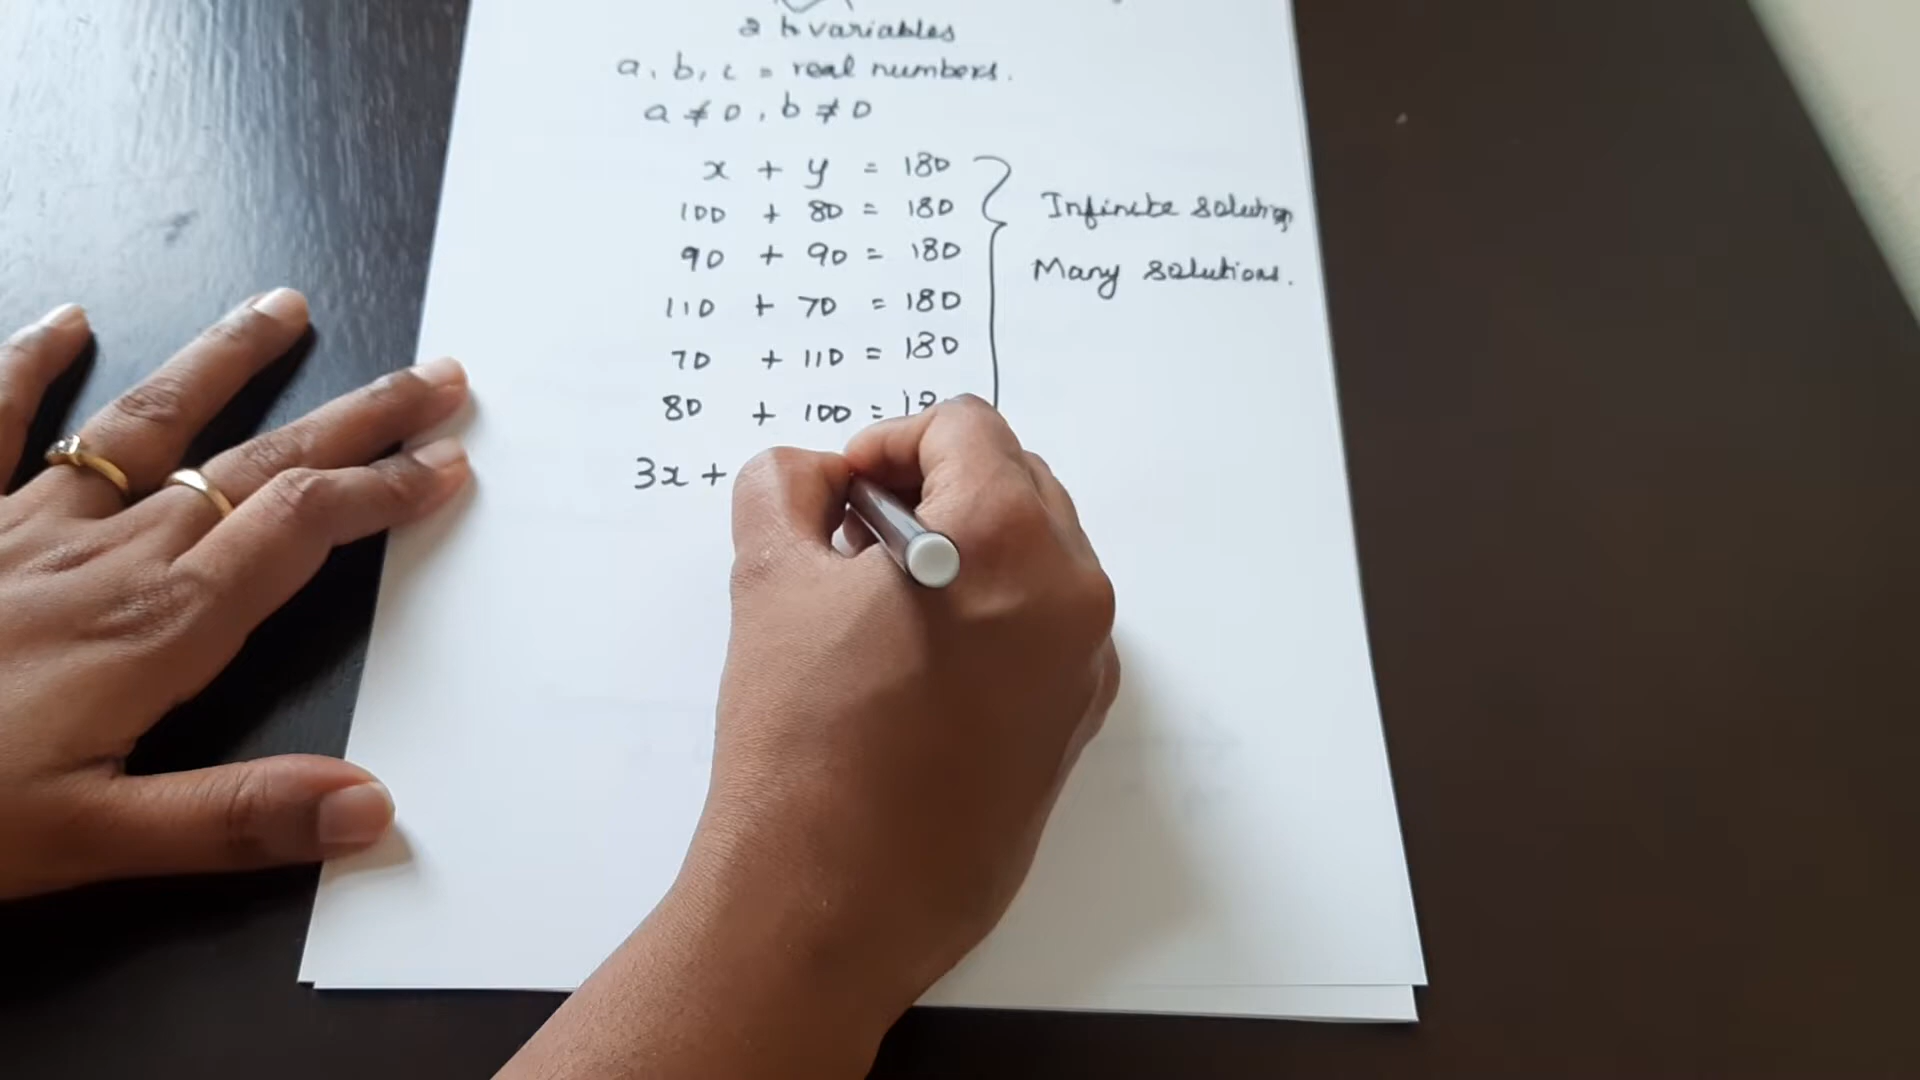 2 variables
a, b, c = real numbers.
a ≠ 0, b ≠ 0
x + y = 180
100 + 80 = 180
90 + 90 = 180
110 + 70 = 180
70 + 110 = 180
80 + 100 =
Infinite solution
Many solutions.
3x +